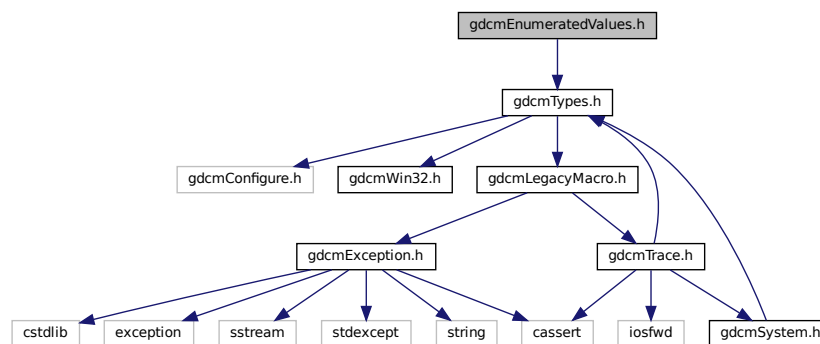 gdcmEnumeratedValues.h
gdcmTypes.h
gdcmConfigure.h
gdcmWin32.h
gdcmLegacyMacro.h
gdcmException.h
gdcmTrace.h
cstdlib
exception
sstream
stdexcept
string
cassert
iosfwd
gdcmSystem.h